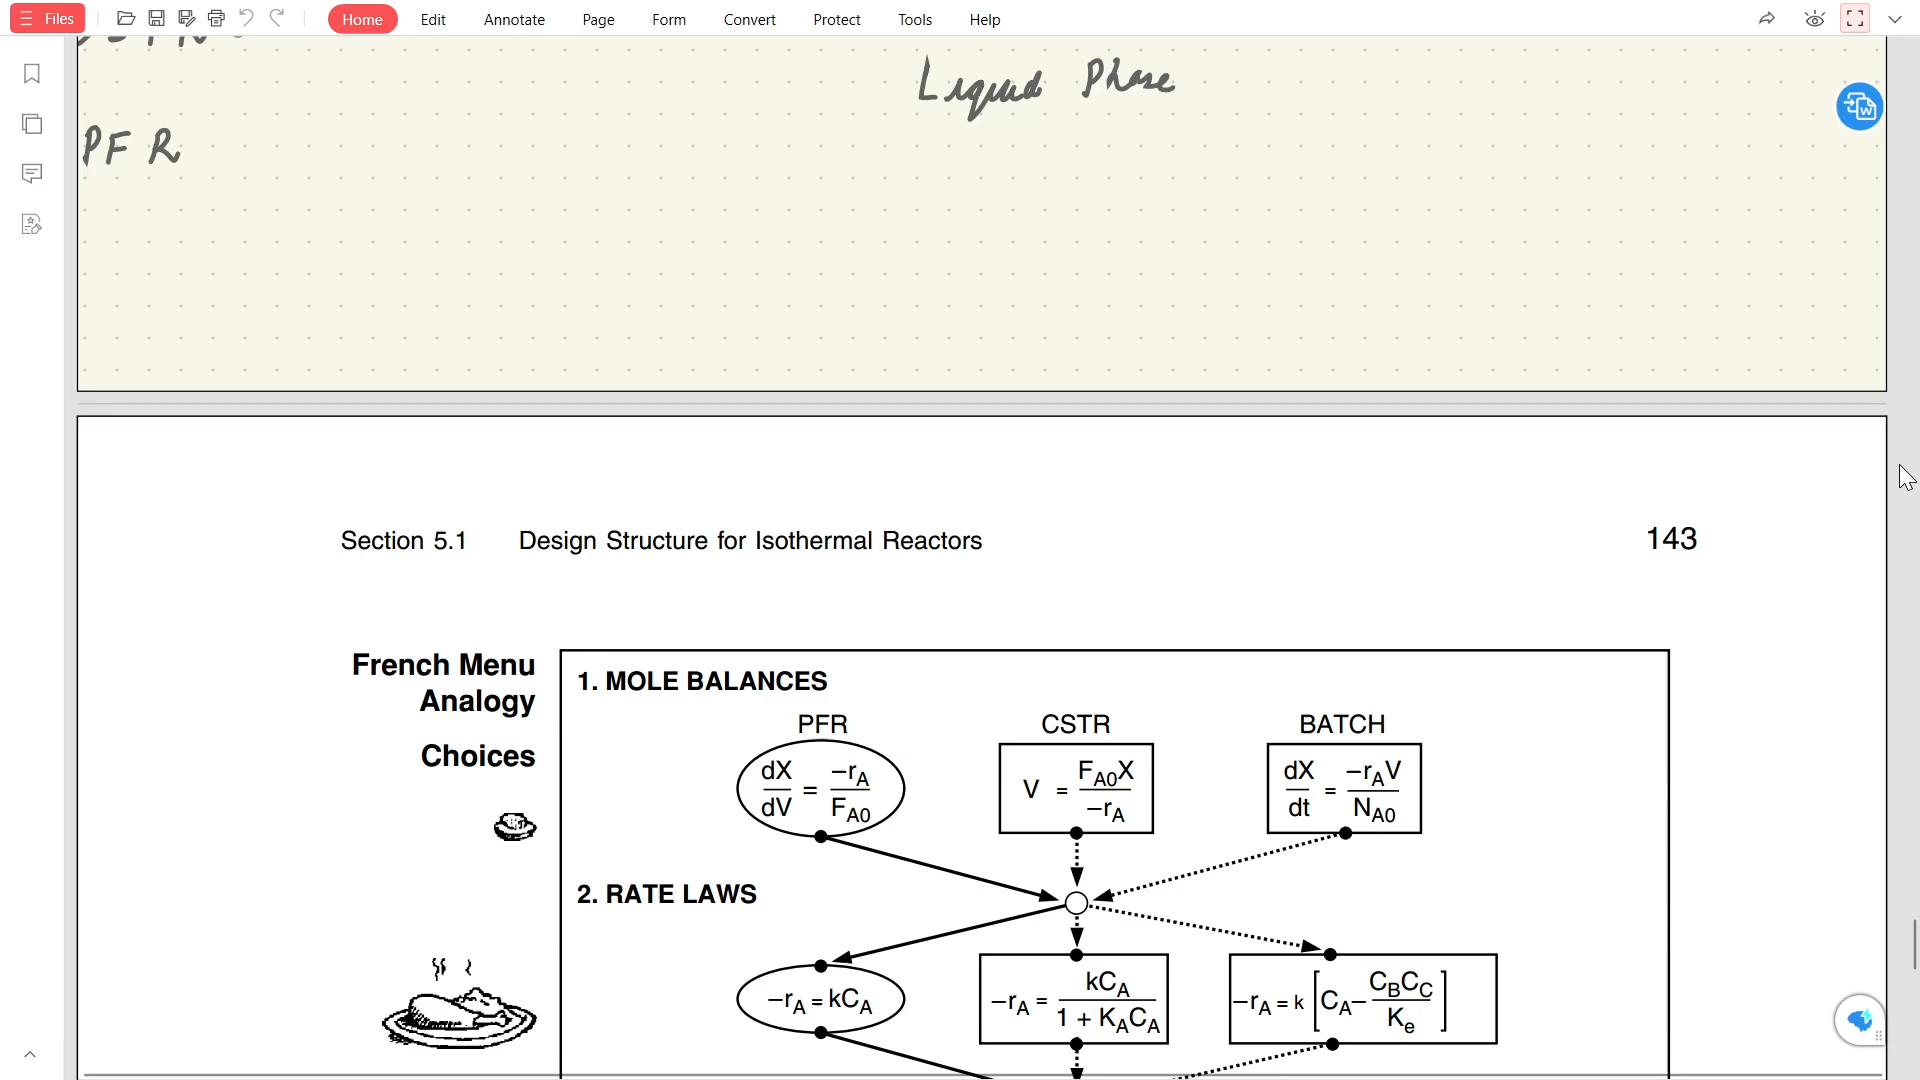 Files
Home Edit Annotate Page Form Convert Protect Tools Help
Liquid Phase
PFR
W
Section 5.1 Design Structure for Isothermal Reactors 143
French Menu
Analogy
Choices
1. MOLE BALANCES
PFR CSTR BATCH
dX/dV = −rA/FA0
V = FA0X/−rA
dX/dt = −rAV/NA0
2. RATE LAWS
−rA = kCA
−rA = kCA/1 + KACA
−rA = k [CA− CBCC/Ke]